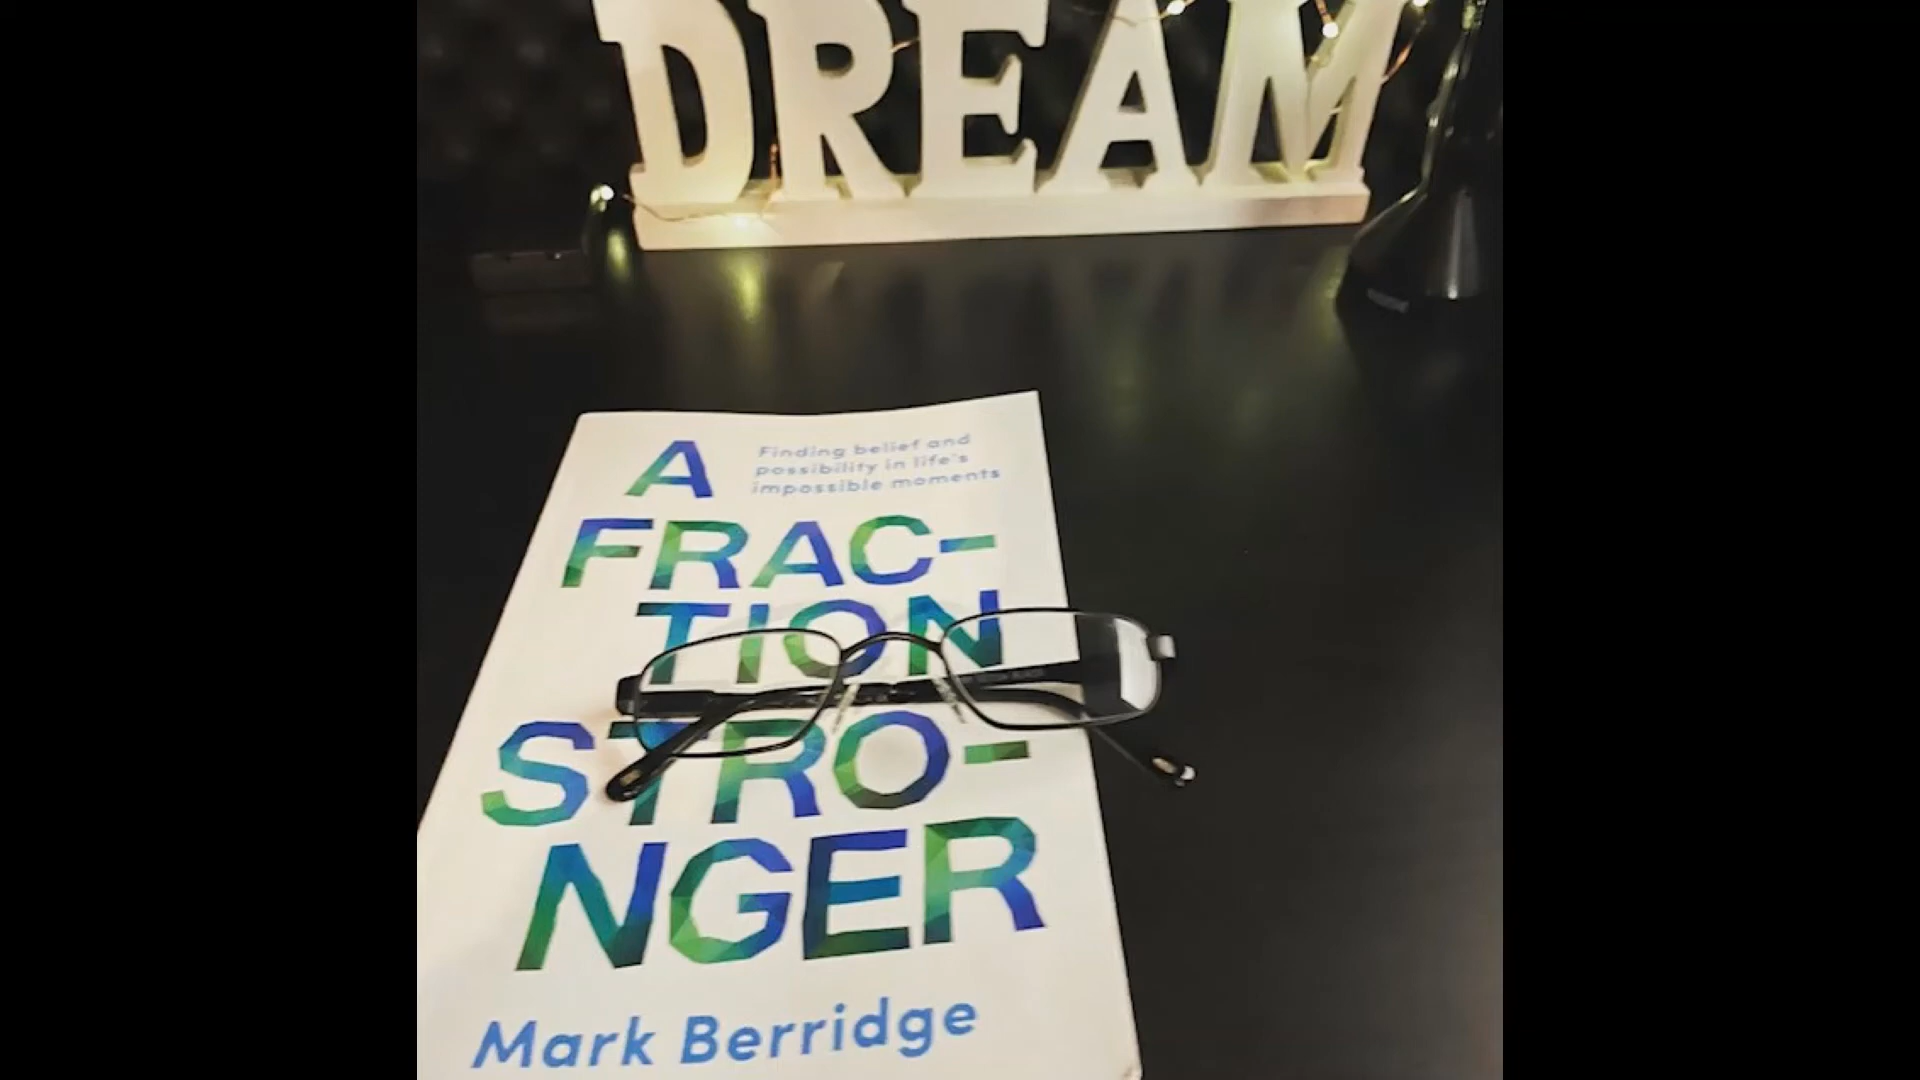 DREAM
A
Finding belief and
possibility in life's
impossible moments
FRAC-
TION
STRO-
NGER
Mark Berridge